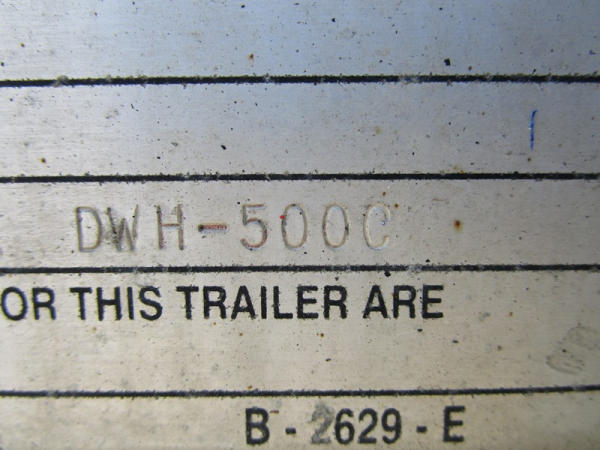 DWH-500C
OR THIS TRAILER ARE
B - 2629 - E